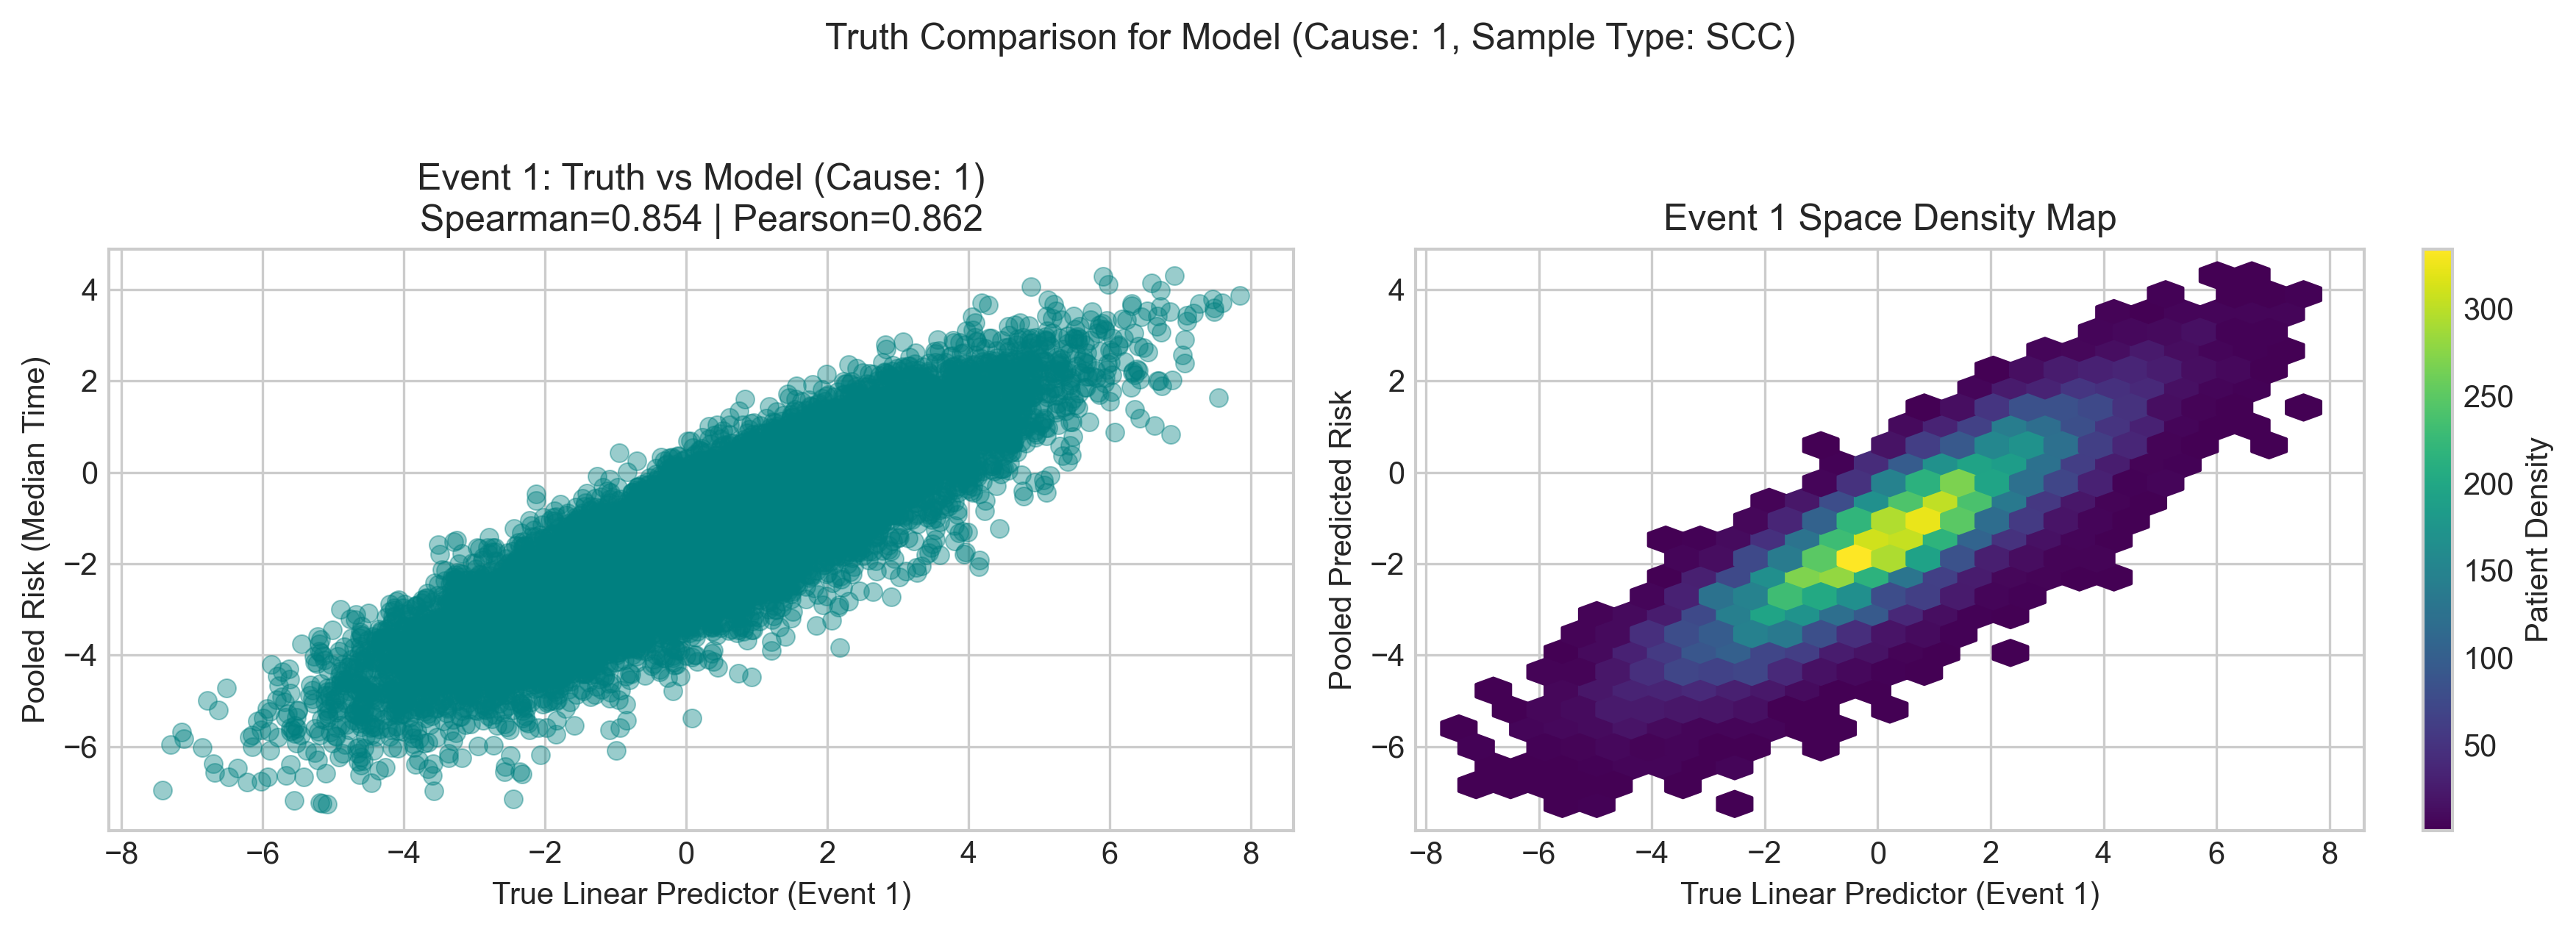 Truth Comparison for Model (Cause: 1, Sample Type: SCC)
Event 1: Truth vs Model (Cause: 1)
Spearman=0.854 | Pearson=0.862
Pooled Risk (Median Time)
4
2
0
−2
−4
−6
−8 −6 −4 −2 0 2 4 6 8
True Linear Predictor (Event 1)
Event 1 Space Density Map
Pooled Predicted Risk
4
2
0
−2
−4
−6
−8 −6 −4 −2 0 2 4 6 8
True Linear Predictor (Event 1)
300
250
200
150
100
50
Patient Density